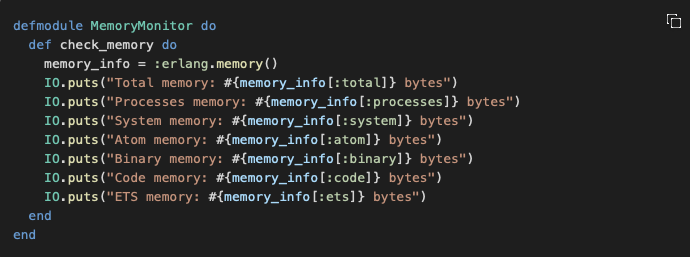 defmodule MemoryMonitor do
  def check_memory do
    memory_info = :erlang.memory()
    IO.puts("Total memory: #{memory_info[:total]} bytes")
    IO.puts("Processes memory: #{memory_info[:processes]} bytes")
    IO.puts("System memory: #{memory_info[:system]} bytes")
    IO.puts("Atom memory: #{memory_info[:atom]} bytes")
    IO.puts("Binary memory: #{memory_info[:binary]} bytes")
    IO.puts("Code memory: #{memory_info[:code]} bytes")
    IO.puts("ETS memory: #{memory_info[:ets]} bytes")
  end
end